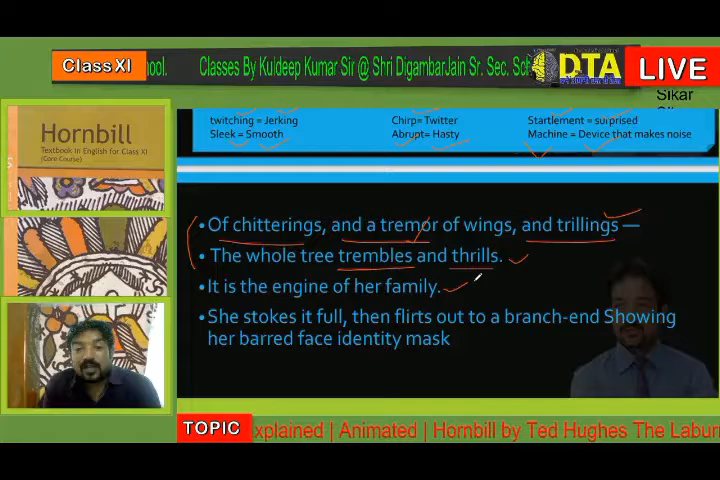 Class XI
hool. Classes By Kuldeep Kumar Sir @ Shri DigambarJain Sr. Sec. Sch
DTA
LIVE
Sikar
Hornbill
Textbook in English for Class XI
(Core Course)
twitching = Jerking Chirp= Twitter Startlement = surprised
Sleek = Smooth Abrupt= Hasty Machine = Device that makes noise
• Of chitterings, and a tremor of wings, and trillings —
• The whole tree trembles and thrills.
• It is the engine of her family.
• She stokes it full, then flirts out to a branch-end Showing
her barred face identity mask
TOPIC
xplained | Animated | Hornbill by Ted Hughes The Labur